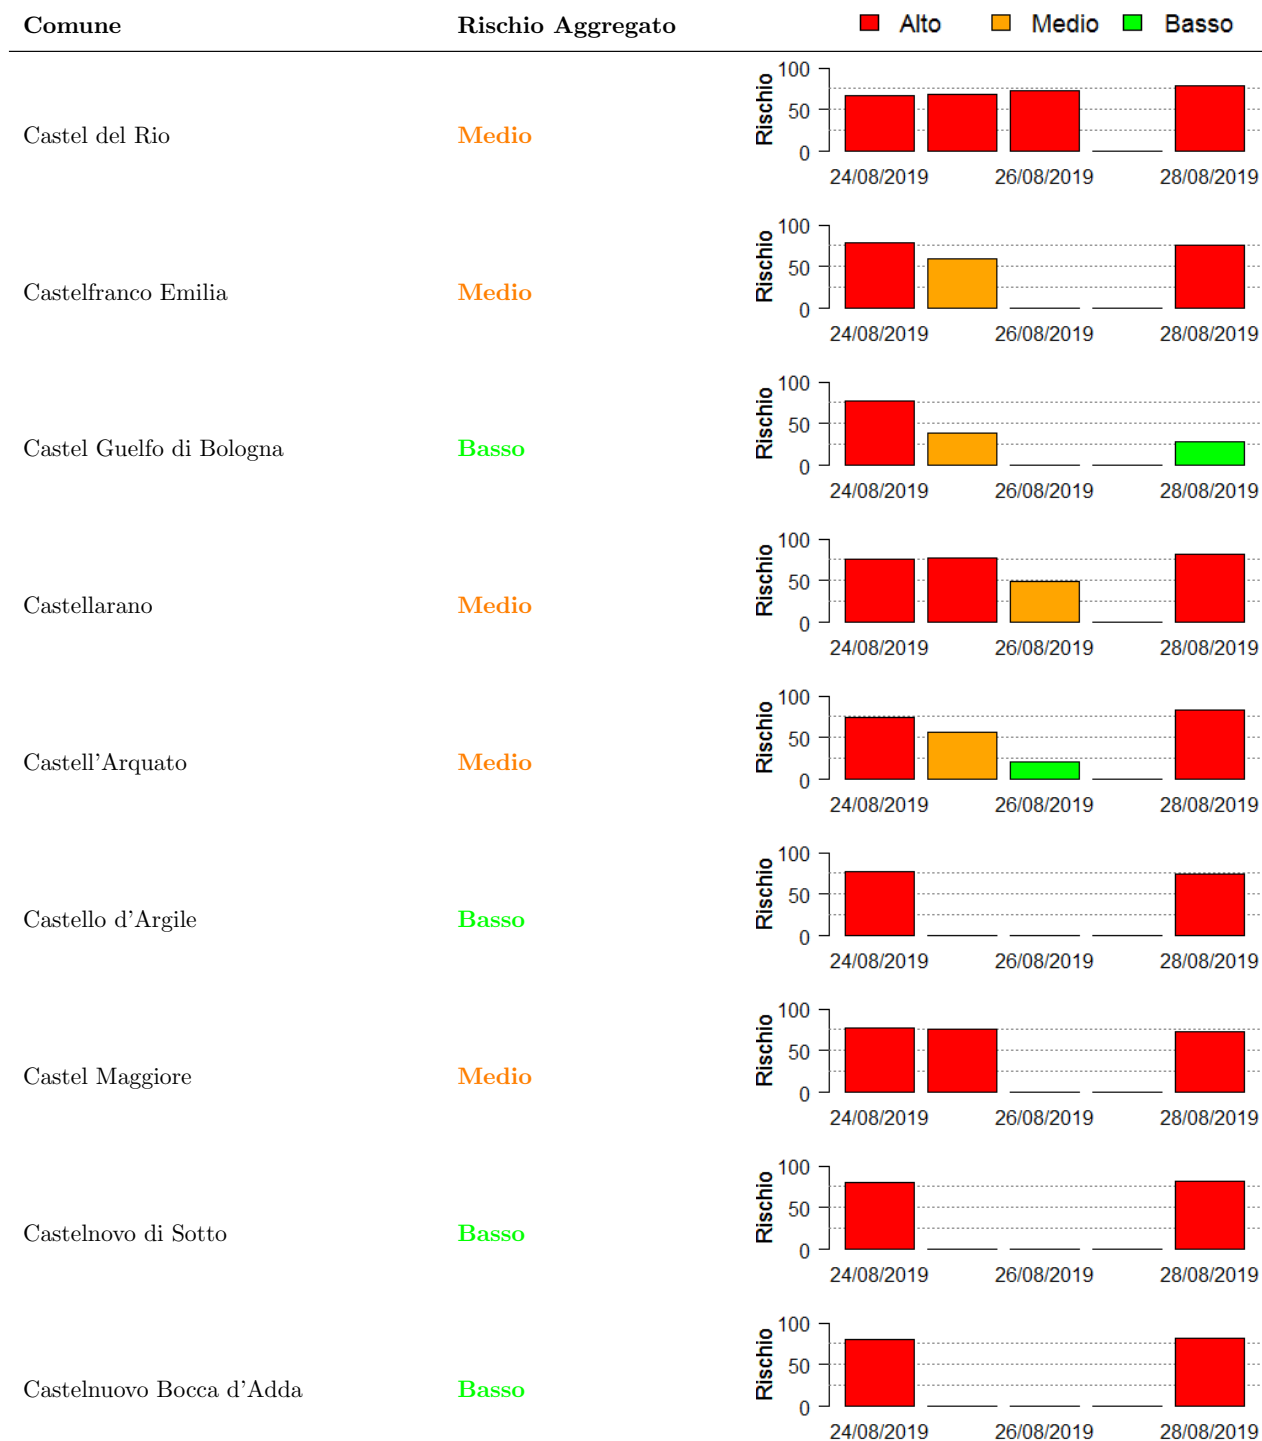 Comune Rischio Aggregato Alto Medio Basso
Castel del Rio Medio
Rischio
100
50
0
24/08/2019 26/08/2019 28/08/2019
Castelfranco Emilia Medio
Rischio
100
50
0
24/08/2019 26/08/2019 28/08/2019
Castel Guelfo di Bologna Basso
Rischio
100
50
0
24/08/2019 26/08/2019 28/08/2019
Castellarano Medio
Rischio
100
50
0
24/08/2019 26/08/2019 28/08/2019
Castell'Arquato Medio
Rischio
100
50
0
24/08/2019 26/08/2019 28/08/2019
Castello d'Argile Basso
Rischio
100
50
0
24/08/2019 26/08/2019 28/08/2019
Castel Maggiore Medio
Rischio
100
50
0
24/08/2019 26/08/2019 28/08/2019
Castelnovo di Sotto Basso
Rischio
100
50
0
24/08/2019 26/08/2019 28/08/2019
Castelnuovo Bocca d'Adda Basso
Rischio
100
50
0
24/08/2019 26/08/2019 28/08/2019